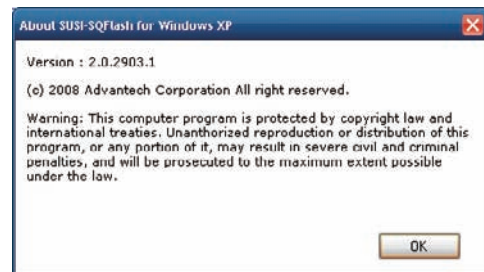 About SUSI-SQFlash for Windows XP
Version : 2.0.2903.1
(c) 2008 Advantech Corporation All right reserved.
Warning: This computer program is protected by copyright law and
international treaties. Unanthorized reproduction or distribution of this
program, or any portion of it, may result in severe civil and criminal
penalties, and will be prosecuted to the maximum extent possible
under the law.
OK